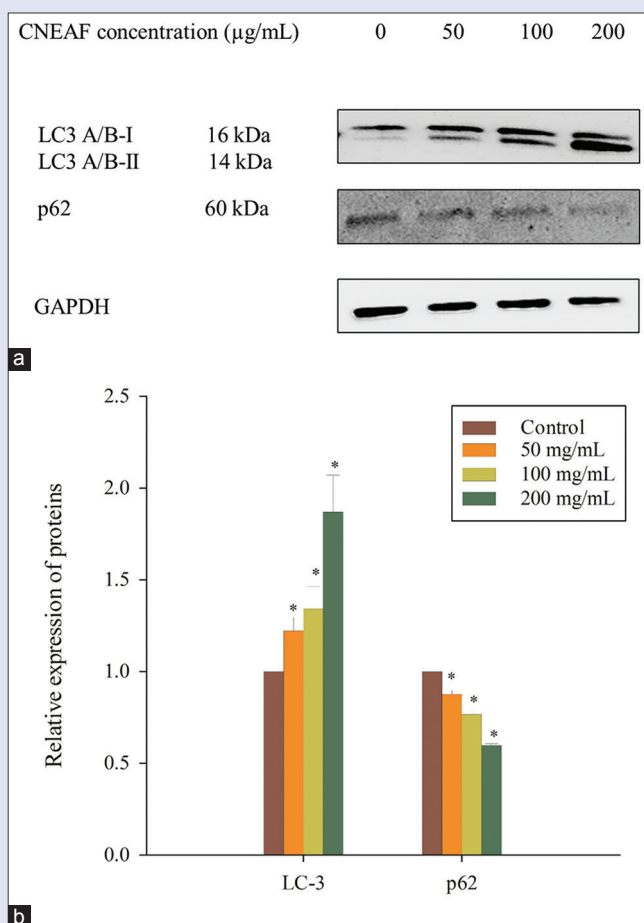 CNEAF concentration (µg/mL) 0 50 100 200
LC3 A/B-I 16 kDa
LC3 A/B-II 14 kDa
p62 60 kDa
GAPDH
a
2.5
2.0
1.5
1.0
0.5
0.0
Relative expression of proteins
Control
50 mg/mL
100 mg/mL
200 mg/mL
* * *
* * *
LC-3 p62
b